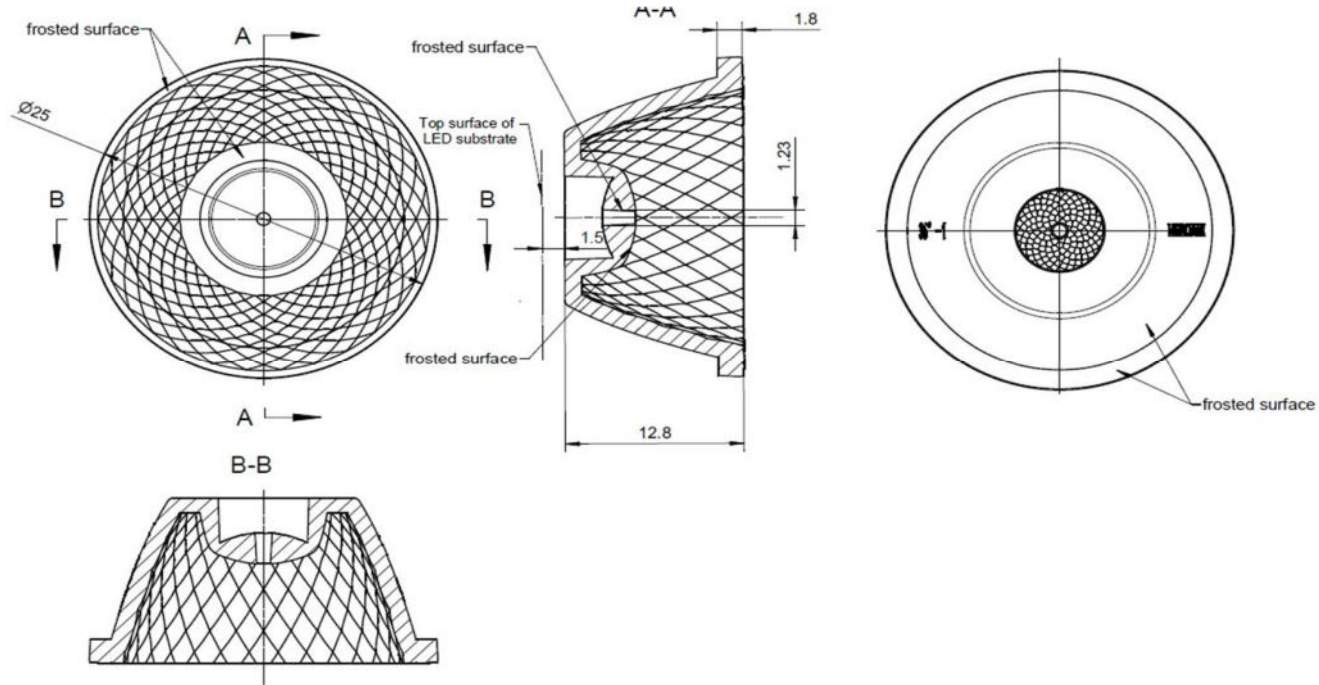 A-A
1.8
frosted surface
A
frosted surface
Ø25
Top surface of
LED substrate
1.23
B
B
1.5
frosted surface
frosted surface
A
12.8
B-B